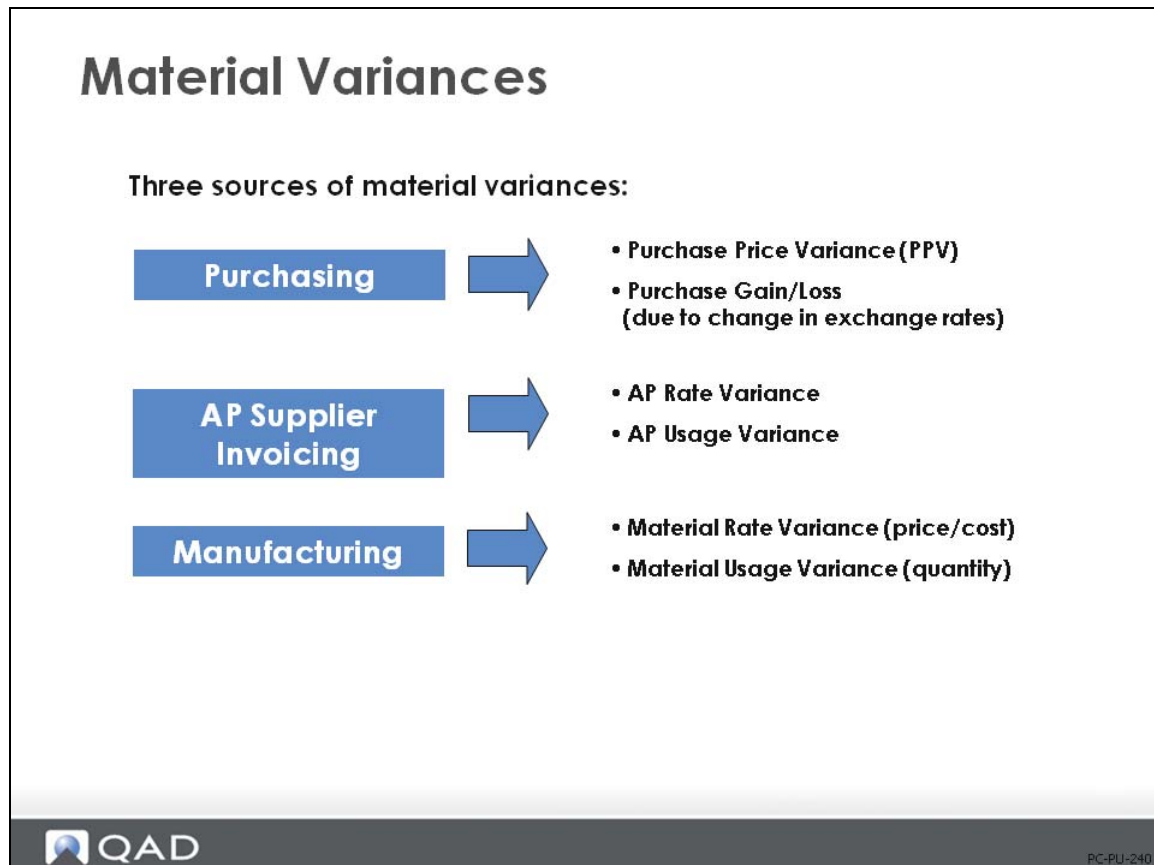 Material Variances
Three sources of material variances:
Purchasing
• Purchase Price Variance (PPV)
• Purchase Gain/Loss
(due to change in exchange rates)
AP Supplier
Invoicing
• AP Rate Variance
• AP Usage Variance
Manufacturing
• Material Rate Variance (price/cost)
• Material Usage Variance (quantity)
QAD
PC-PU-240